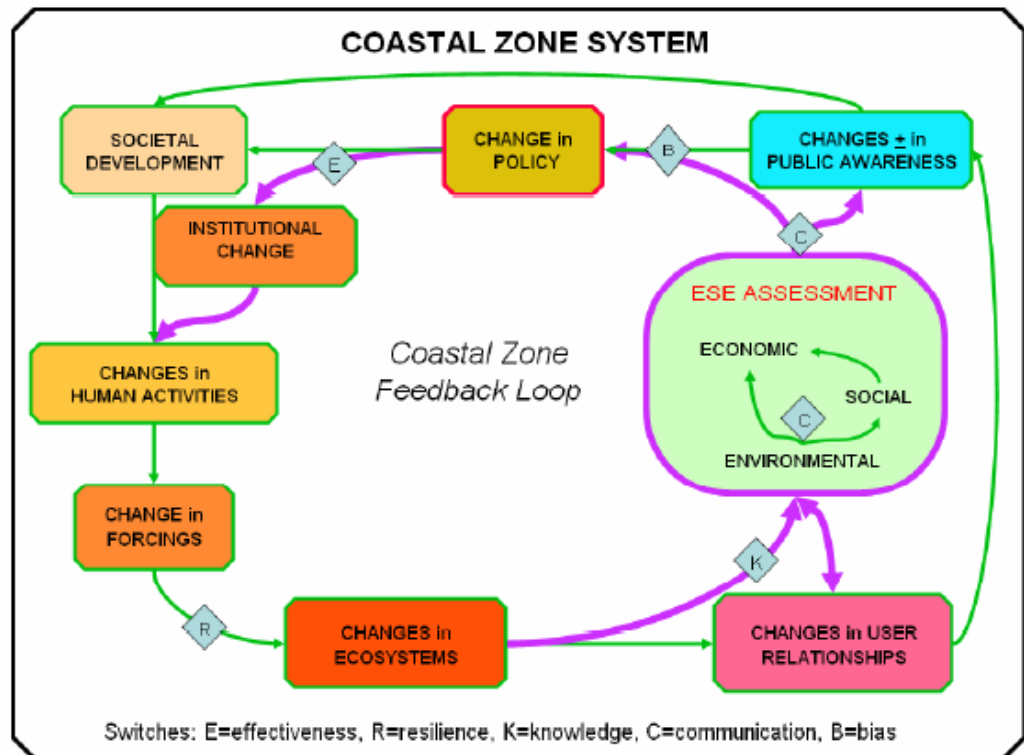 COASTAL ZONE SYSTEM
SOCIETAL
DEVELOPMENT
E
CHANGE in
POLICY
B
CHANGES ± in
PUBLIC AWARENESS
INSTITUTIONAL
CHANGE
C
ESE ASSESSMENT
ECONOMIC
SOCIAL
C
ENVIRONMENTAL
Coastal Zone
Feedback Loop
CHANGES in
HUMAN ACTIVITIES
CHANGE in
FORCINGS
R
CHANGES in
ECOSYSTEMS
K
CHANGES in USER
RELATIONSHIPS
Switches: E=effectiveness, R=resilience, K=knowledge, C=communication, B=bias